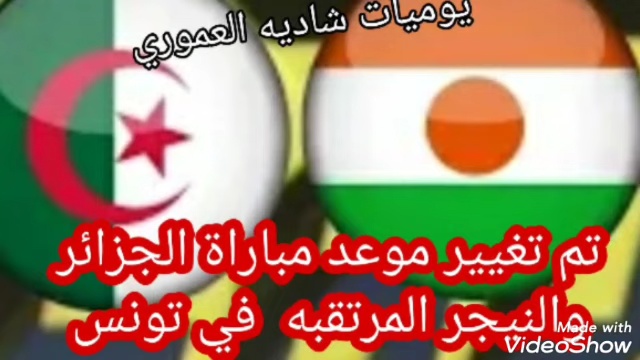 يوميات شاديه العموري
تم تغيير موعد مباراة الجزائر
والنيجر المرتقبه في تونس
Made with
VideoShow